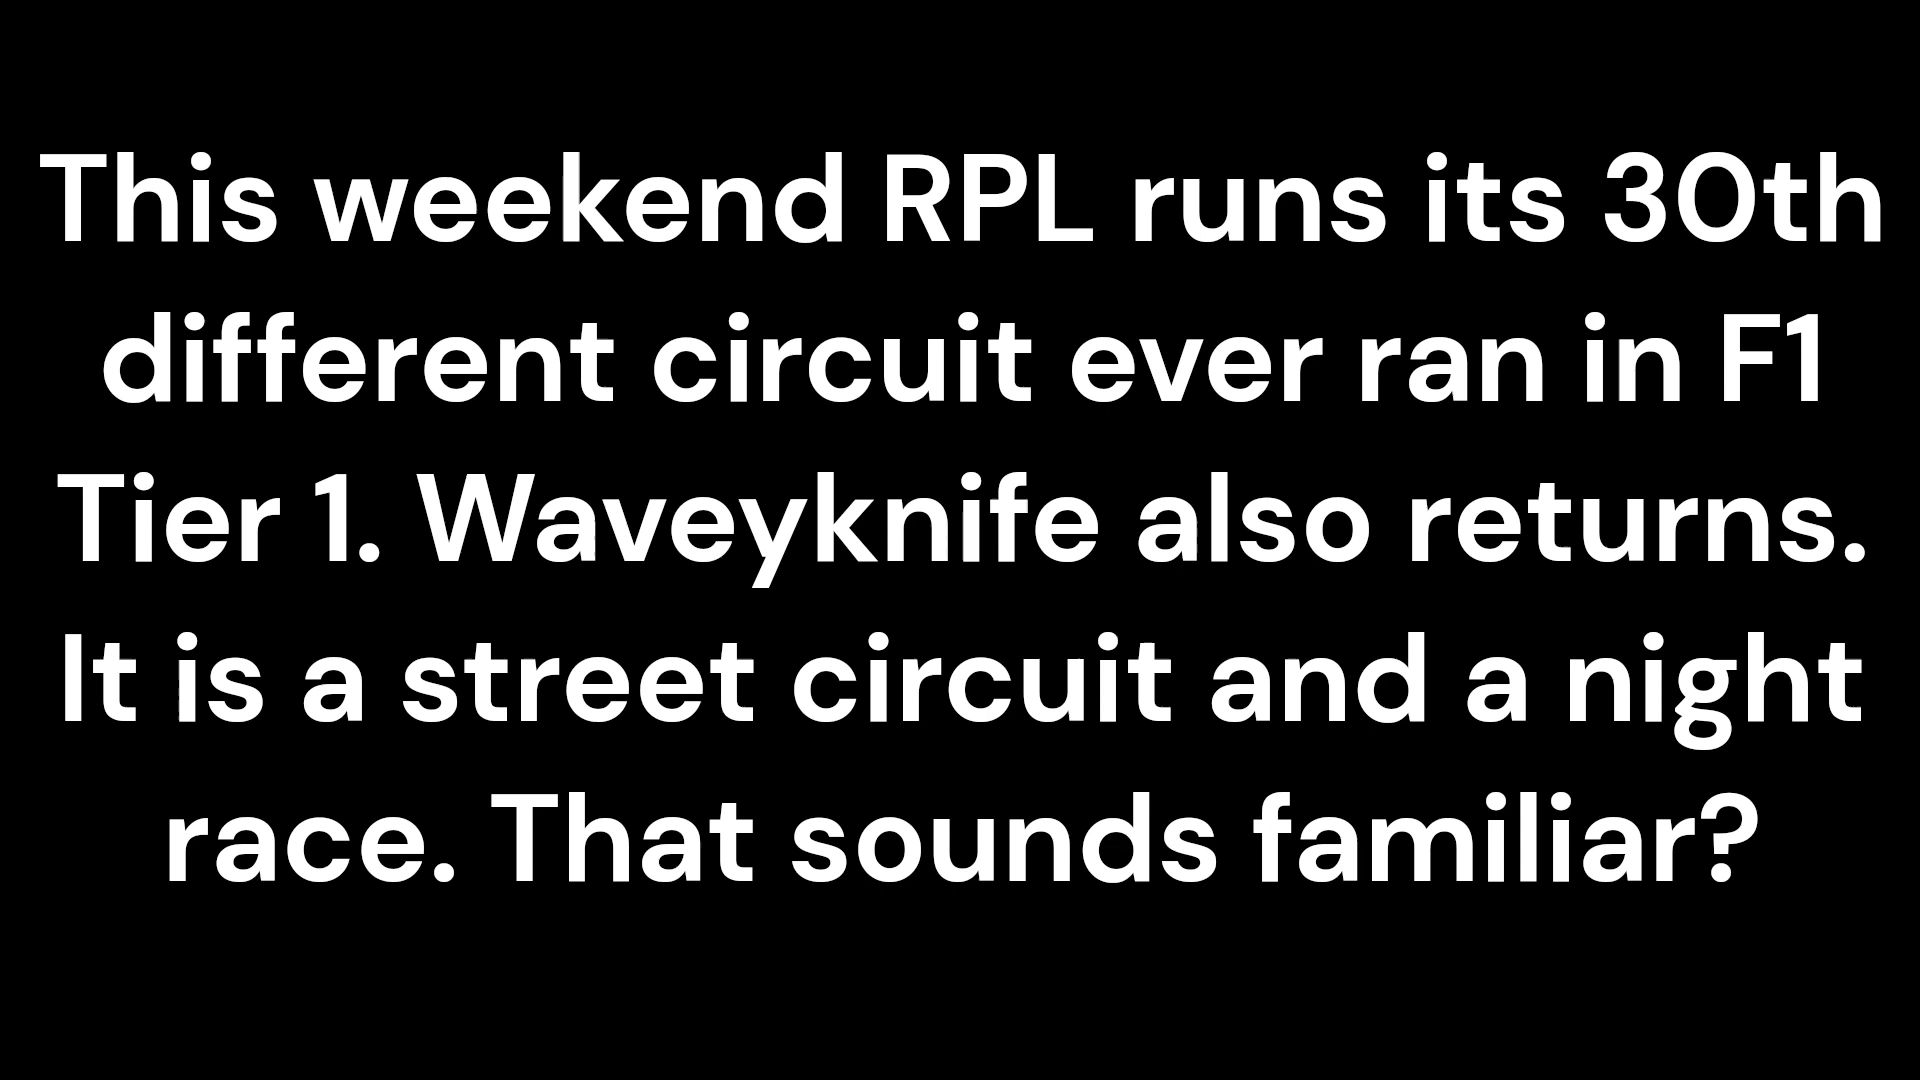 This weekend RPL runs its 30th
different circuit ever ran in F1
Tier 1. Waveyknife also returns.
It is a street circuit and a night
race. That sounds familiar?